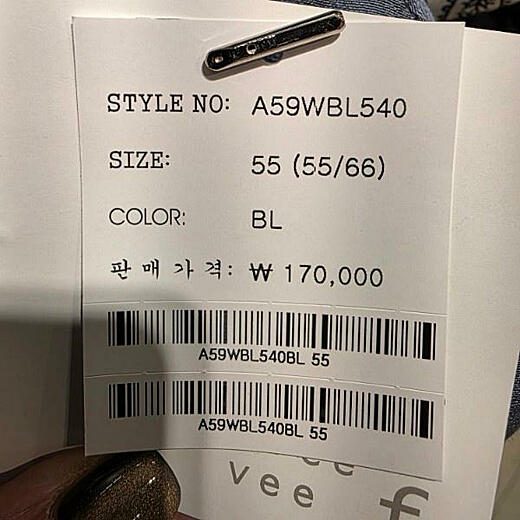 STYLE NO: A59WBL540
SIZE: 55 (55/66)
COLOR: BL
판매가격: ₩ 170,000
A59WBL540BL 55
A59WBL540BL 55
vee